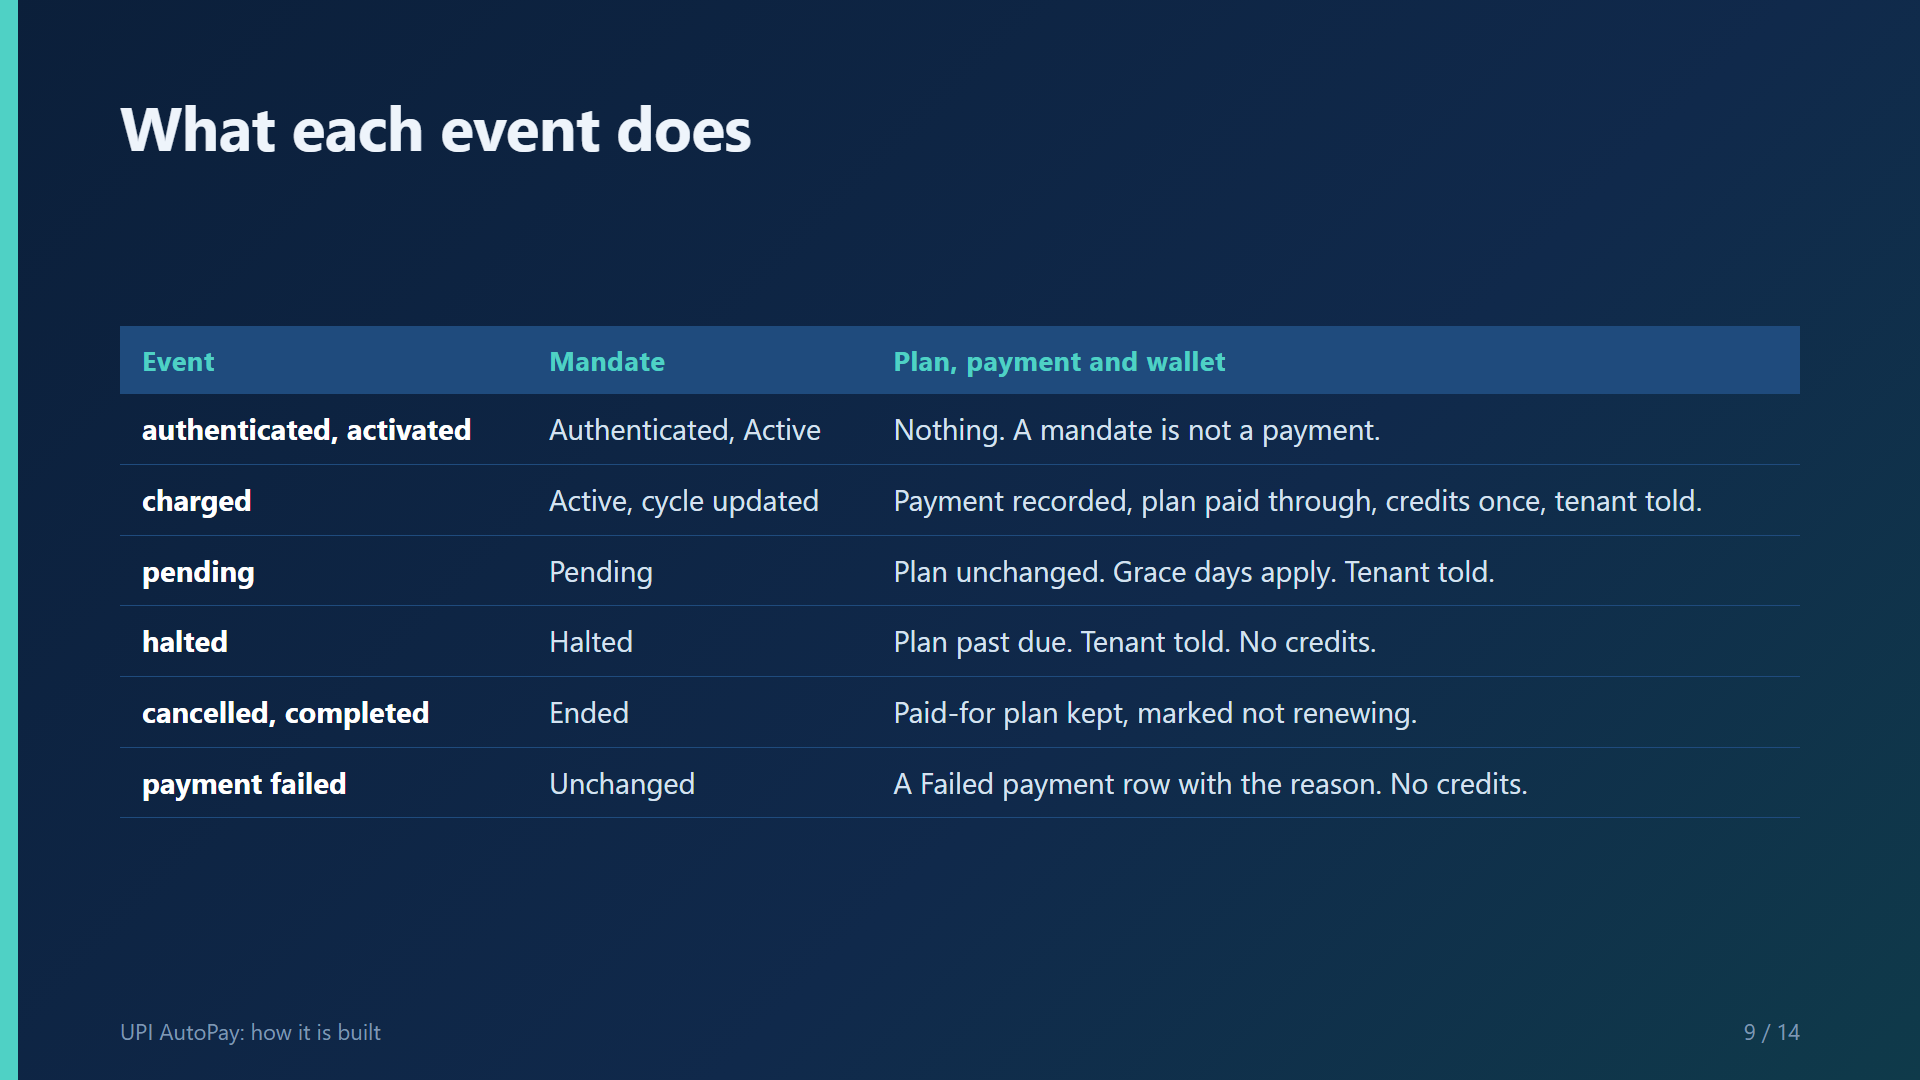 What each event does
Event Mandate Plan, payment and wallet
authenticated, activated Authenticated, Active Nothing. A mandate is not a payment.
charged Active, cycle updated Payment recorded, plan paid through, credits once, tenant told.
pending Pending Plan unchanged. Grace days apply. Tenant told.
halted Halted Plan past due. Tenant told. No credits.
cancelled, completed Ended Paid-for plan kept, marked not renewing.
payment failed Unchanged A Failed payment row with the reason. No credits.
UPI AutoPay: how it is built 9 / 14